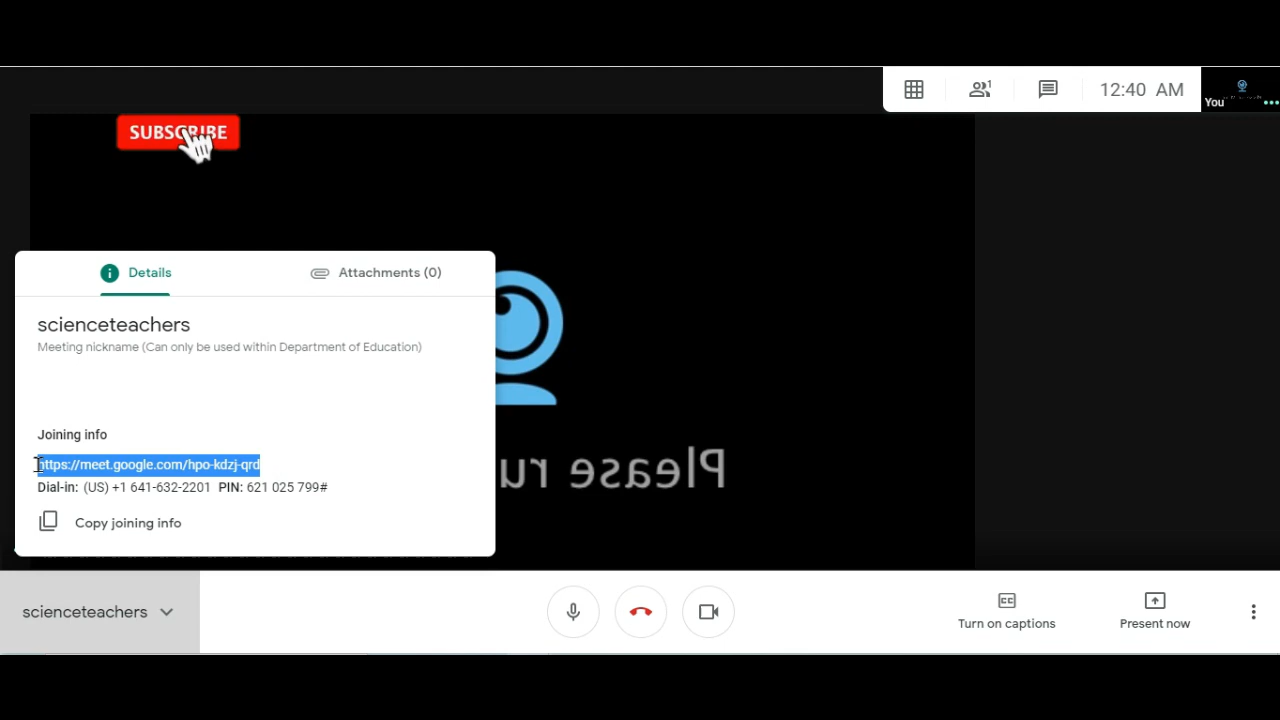 12:40 AM
You
SUBSCRIBE
Details
Attachments (0)
scienceteachers
Meeting nickname (Can only be used within Department of Education)
Joining info
https://meet.google.com/hpo-kdzj-qrd
Dial-in: (US) +1 641-632-2201 PIN: 621 025 799#
Copy joining info
Please ru
scienceteachers
Turn on captions
Present now